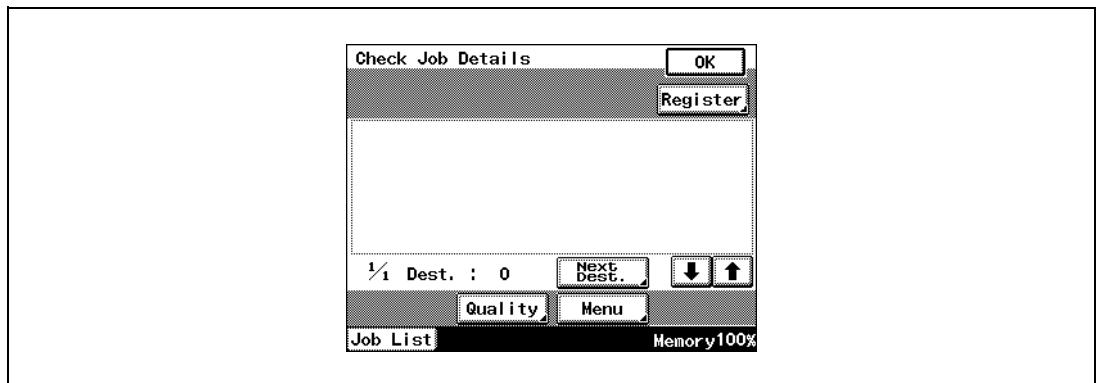 Check Job Details OK
Register
1/1 Dest. : 0 Next Dest.
Quality Menu
Job List Memory100%